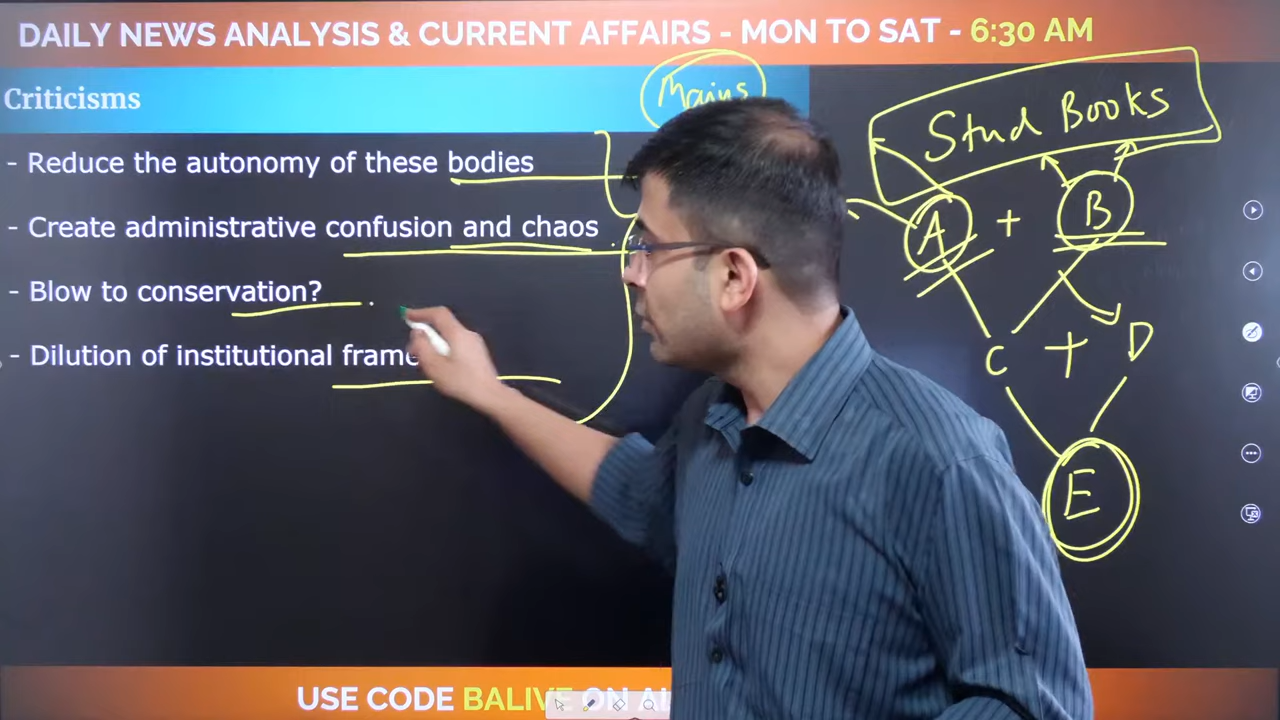 DAILY NEWS ANALYSIS & CURRENT AFFAIRS - MON TO SAT - 6:30 AM
Criticisms
Mains
- Reduce the autonomy of these bodies
- Create administrative confusion and chaos
- Blow to conservation?
- Dilution of institutional
Stud Books
A + B
C + D
E
USE CODE BALIVE ON